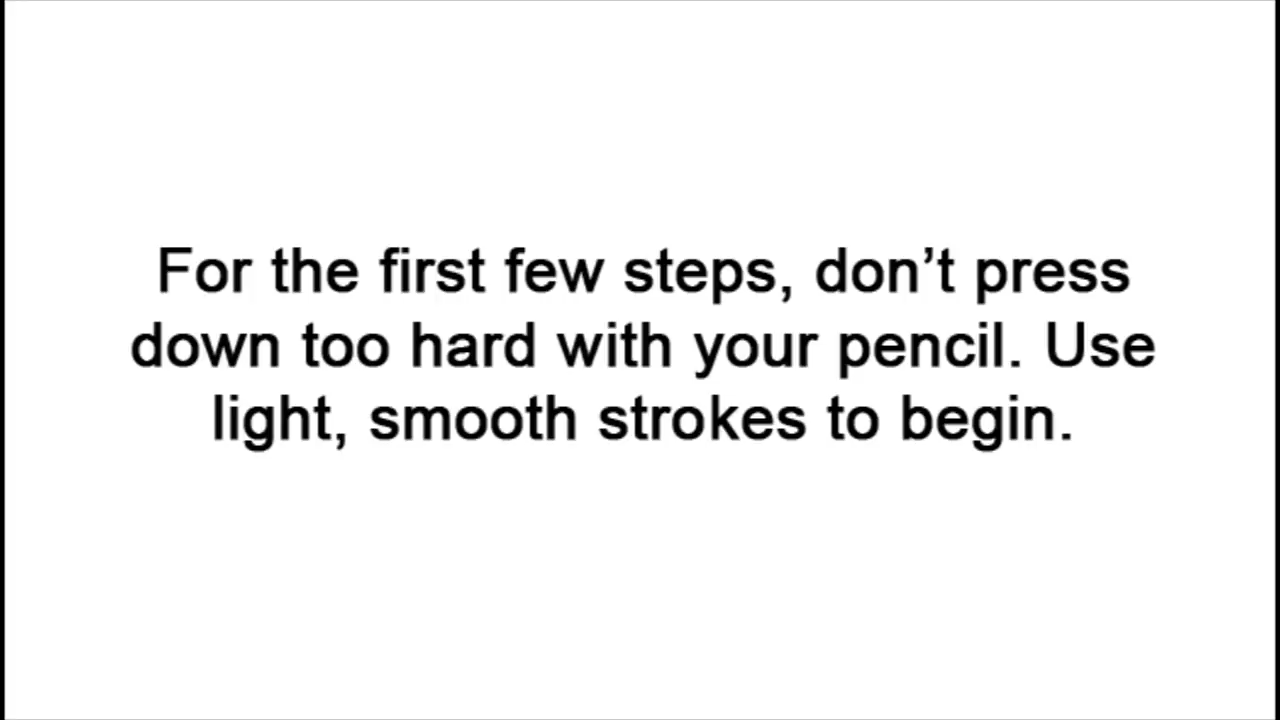 For the first few steps, don’t press
down too hard with your pencil. Use
light, smooth strokes to begin.